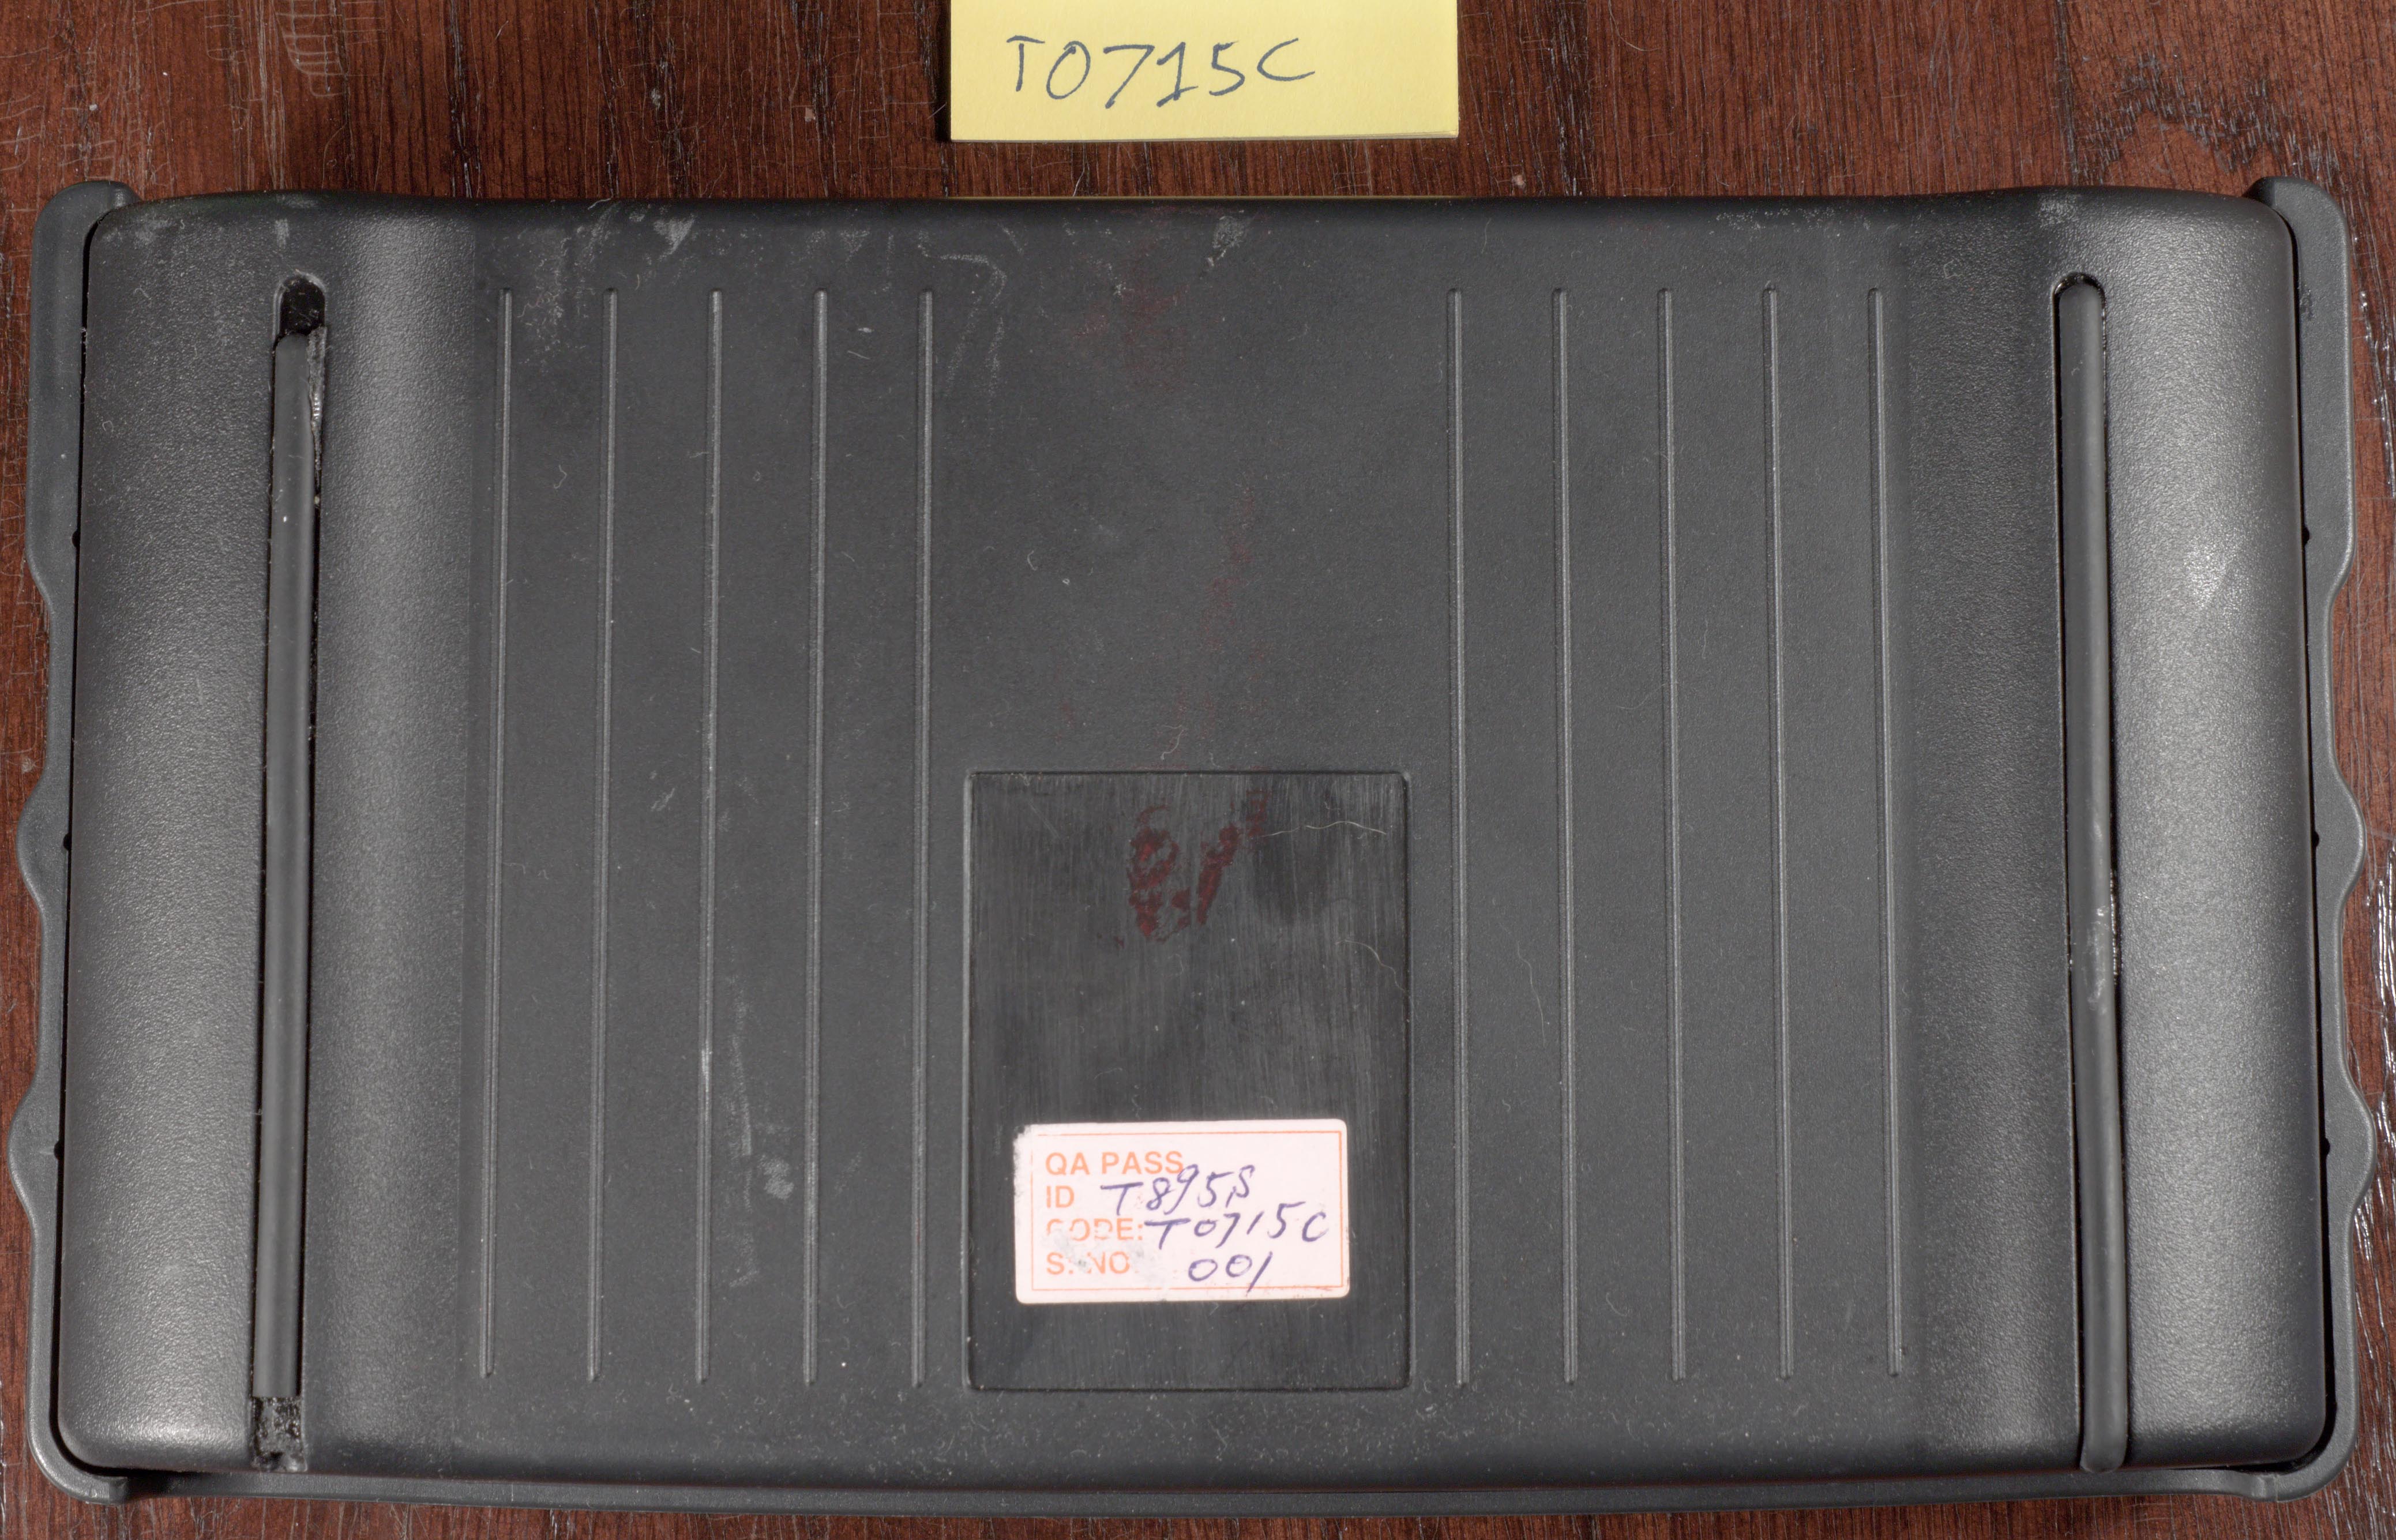 T0715C
QA PASS
ID T895S
CODE: T0715C
S. NO 001